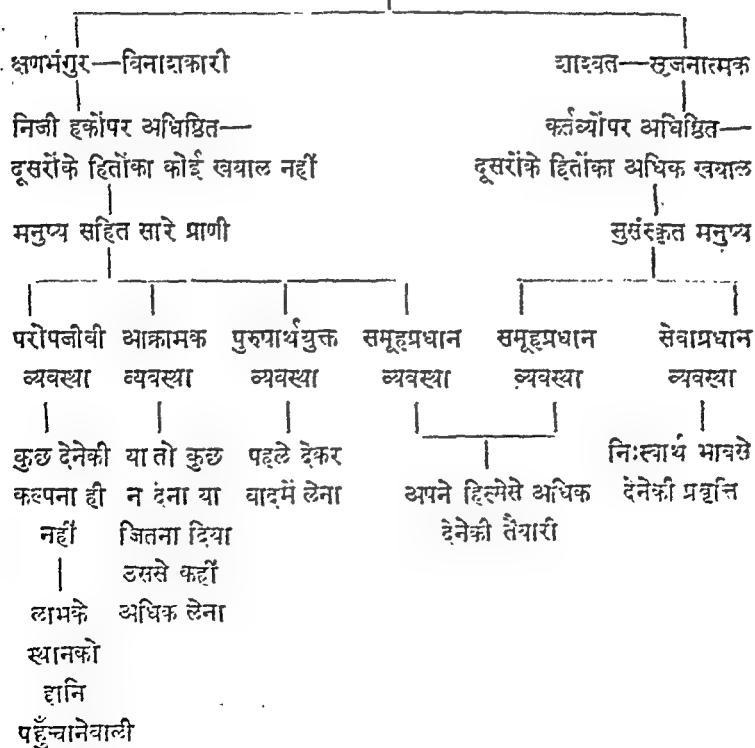 क्षणभंगुर—विनाशकारी
शाश्वत—सृजनात्मक
निजी हकोंपर अधिष्ठित—
दूसरोंके हितोंका कोई खयाल नहीं
कर्तव्योंपर अधिष्ठित—
दूसरोंके हितोंका अधिक खयाल
मनुष्य सहित सारे प्राणी
सुसंस्कृत मनुष्य
परोपजीवी
व्यवस्था
आक्रामक
व्यवस्था
पुरुषार्थयुक्त
व्यवस्था
समूहप्रधान
व्यवस्था
समूहप्रधान
व्यवस्था
सेवाप्रधान
व्यवस्था
कुछ देनेकी
कल्पना ही
नहीं
लाभके
स्थानको
हानि
पहुँचानेवाली
या तो कुछ
न देना या
जितना दिया
उससे कहीं
अधिक लेना
पहले देकर
बादमें लेना
अपने हिस्सेसे अधिक
देनेकी तैयारी
निःस्वार्थ भावसे
देनेकी प्रवृत्ति